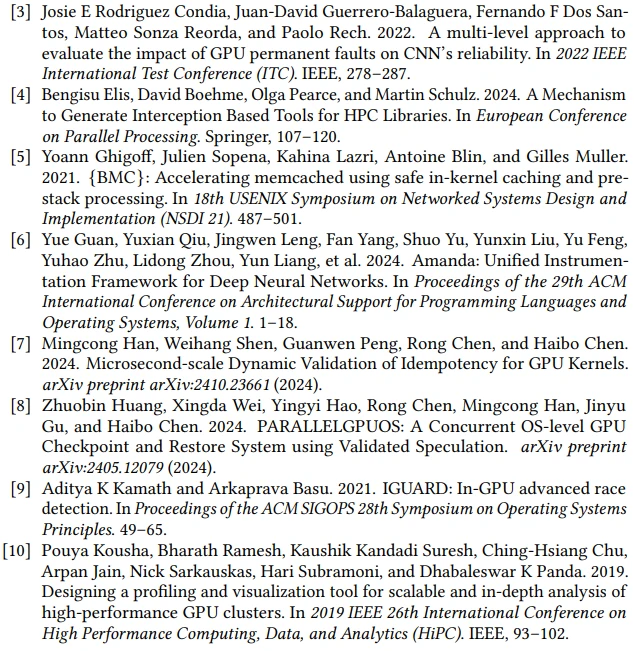 [3] Josie E Rodriguez Condia, Juan-David Guerrero-Balaguera, Fernando F Dos San-
tos, Matteo Sonza Reorda, and Paolo Rech. 2022. A multi-level approach to
evaluate the impact of GPU permanent faults on CNN's reliability. In 2022 IEEE
International Test Conference (ITC). IEEE, 278–287.
[4] Bengisu Elis, David Boehme, Olga Pearce, and Martin Schulz. 2024. A Mechanism
to Generate Interception Based Tools for HPC Libraries. In European Conference
on Parallel Processing. Springer, 107–120.
[5] Yoann Ghigoff, Julien Sopena, Kahina Lazri, Antoine Blin, and Gilles Muller.
2021. {BMC}: Accelerating memcached using safe in-kernel caching and pre-
stack processing. In 18th USENIX Symposium on Networked Systems Design and
Implementation (NSDI 21). 487–501.
[6] Yue Guan, Yuxian Qiu, Jingwen Leng, Fan Yang, Shuo Yu, Yunxin Liu, Yu Feng,
Yuhao Zhu, Lidong Zhou, Yun Liang, et al. 2024. Amanda: Unified Instrumen-
tation Framework for Deep Neural Networks. In Proceedings of the 29th ACM
International Conference on Architectural Support for Programming Languages and
Operating Systems, Volume 1. 1–18.
[7] Mingcong Han, Weihang Shen, Guanwen Peng, Rong Chen, and Haibo Chen.
2024. Microsecond-scale Dynamic Validation of Idempotency for GPU Kernels.
arXiv preprint arXiv:2410.23661 (2024).
[8] Zhuobin Huang, Xingda Wei, Yingyi Hao, Rong Chen, Mingcong Han, Jinyu
Gu, and Haibo Chen. 2024. PARALLELGPUOS: A Concurrent OS-level GPU
Checkpoint and Restore System using Validated Speculation. arXiv preprint
arXiv:2405.12079 (2024).
[9] Aditya K Kamath and Arkaprava Basu. 2021. IGUARD: In-GPU advanced race
detection. In Proceedings of the ACM SIGOPS 28th Symposium on Operating Systems
Principles. 49–65.
[10] Pouya Kousha, Bharath Ramesh, Kaushik Kandadi Suresh, Ching-Hsiang Chu,
Arpan Jain, Nick Sarkauskas, Hari Subramoni, and Dhabaleswar K Panda. 2019.
Designing a profiling and visualization tool for scalable and in-depth analysis of
high-performance GPU clusters. In 2019 IEEE 26th International Conference on
High Performance Computing, Data, and Analytics (HiPC). IEEE, 93–102.